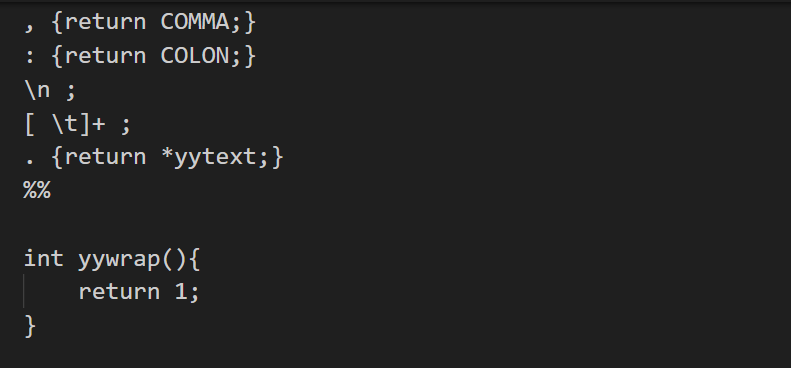 , {return COMMA;}
: {return COLON;}
\n ;
[ \t]+ ;
. {return *yytext;}
%%
int yywrap(){
    return 1;
}